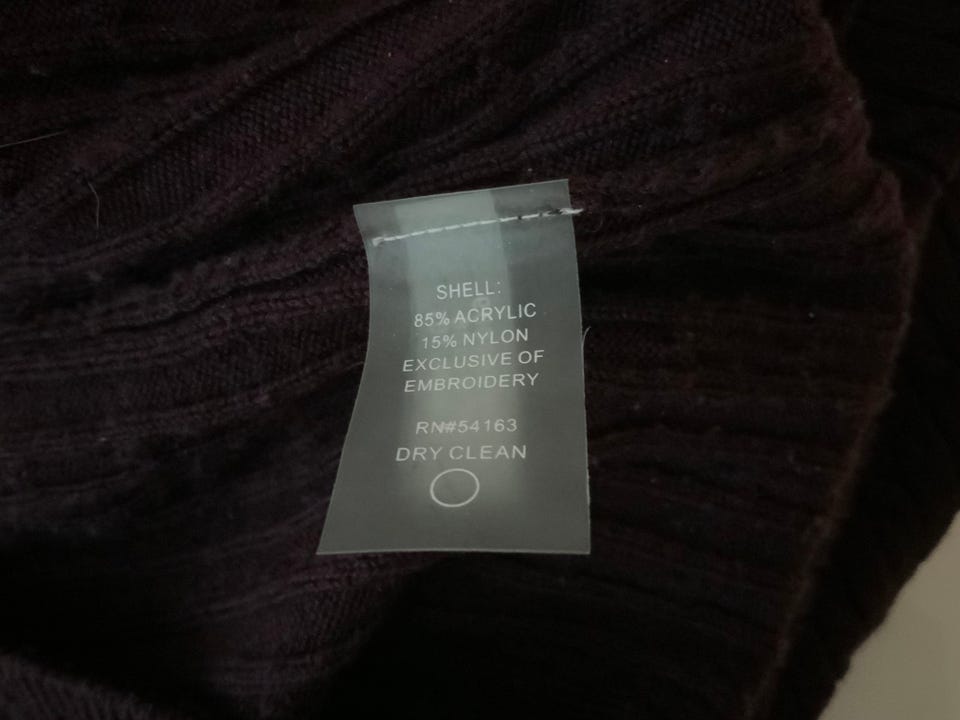 SHELL:
85% ACRYLIC
15% NYLON
EXCLUSIVE OF
EMBROIDERY
RN#54163
DRY CLEAN